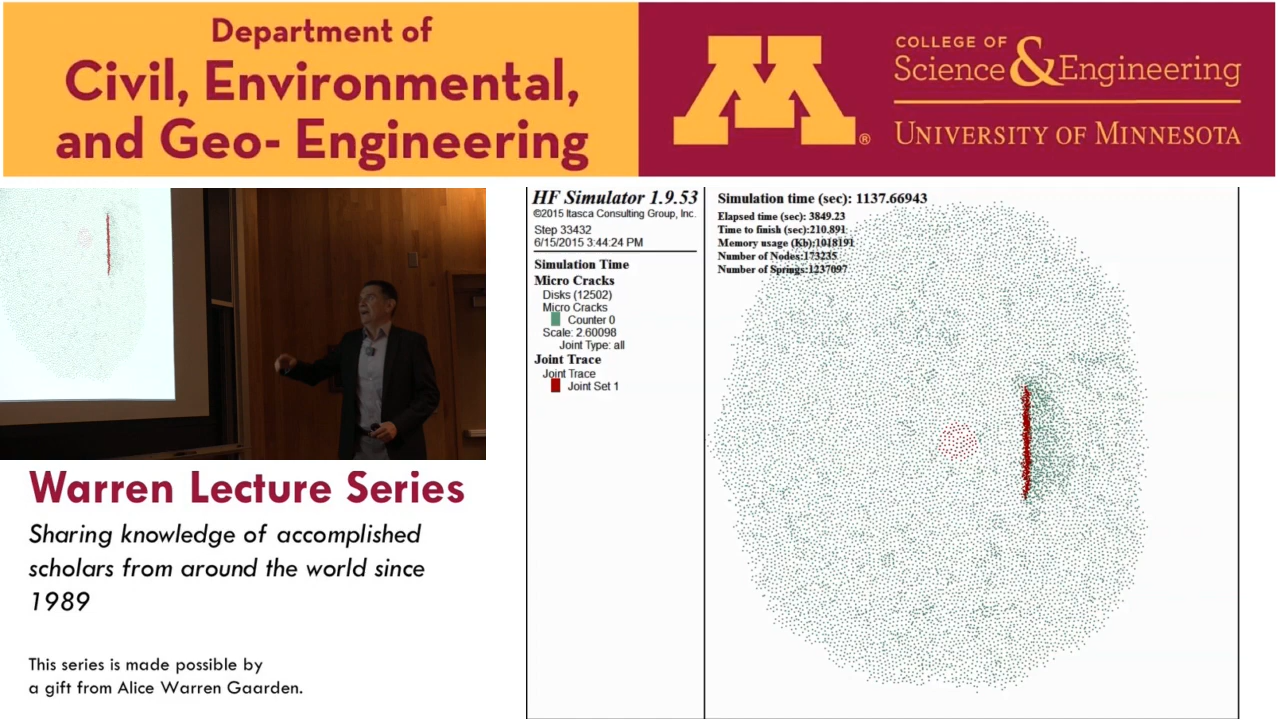 Department of
Civil, Environmental,
and Geo- Engineering
M®
COLLEGE OF
Science & Engineering
UNIVERSITY OF MINNESOTA
Warren Lecture Series
Sharing knowledge of accomplished
scholars from around the world since
1989
This series is made possible by
a gift from Alice Warren Gaarden.
HF Simulator 1.9.53
©2015 Itasca Consulting Group, Inc.
Step 33432
6/15/2015 3:44:24 PM
Simulation Time
Micro Cracks
Disks (12502)
Micro Cracks
Counter 0
Scale: 2.60098
Joint Type: all
Joint Trace
Joint Trace
Joint Set 1
Simulation time (sec): 1137.66943
Elapsed time (sec): 3849.23
Time to finish (sec):210.891
Memory usage (Kb):1018191
Number of Nodes:173235
Number of Springs:1237097